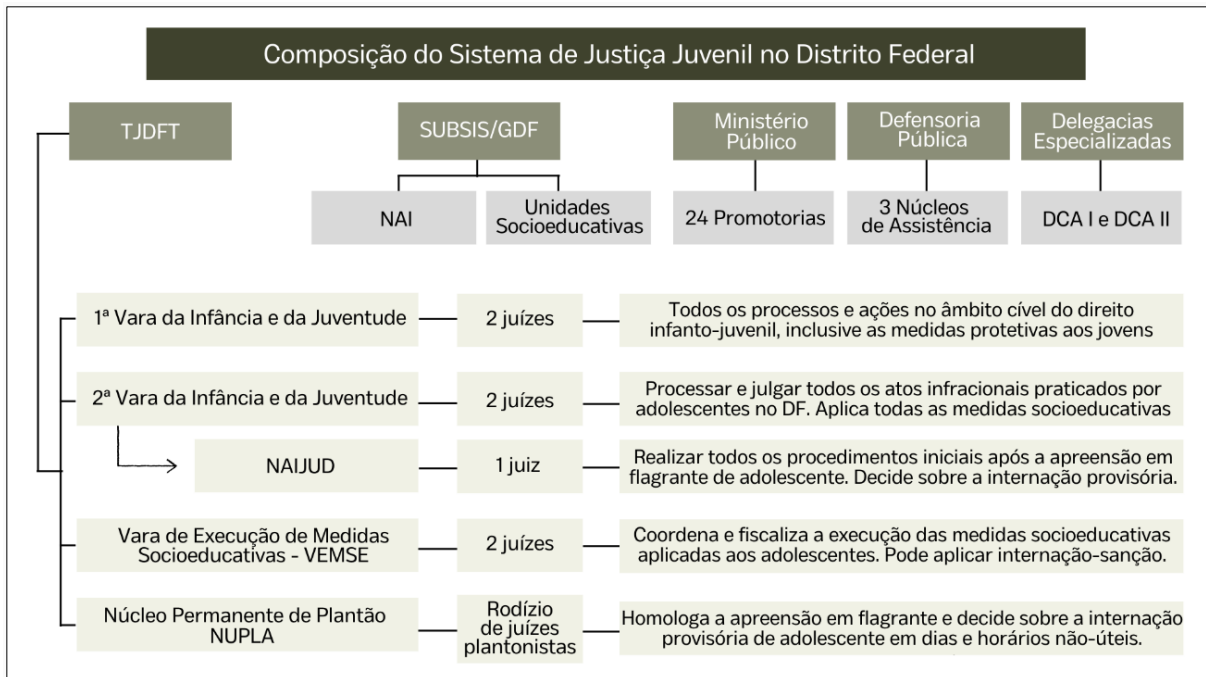 Composição do Sistema de Justiça Juvenil no Distrito Federal
TJDFT
SUBSIS/GDF
Ministério
Público
Defensoria
Pública
Delegacias
Especializadas
NAI
Unidades
Socioeducativas
24 Promotorias
3 Núcleos
de Assistência
DCA I e DCA II
1ª Vara da Infância e da Juventude
2 juízes
Todos os processos e ações no âmbito cível do direito
infanto-juvenil, inclusive as medidas protetivas aos jovens
2ª Vara da Infância e da Juventude
2 juízes
Processar e julgar todos os atos infracionais praticados por
adolescentes no DF. Aplica todas as medidas socioeducativas
NAIJUD
1 juiz
Realizar todos os procedimentos iniciais após a apreensão em
flagrante de adolescente. Decide sobre a internação provisória.
Vara de Execução de Medidas
Socioeducativas - VEMSE
2 juízes
Coordena e fiscaliza a execução das medidas socioeducativas
aplicadas aos adolescentes. Pode aplicar internação-sanção.
Núcleo Permanente de Plantão
NUPLA
Rodízio
de juízes
plantonistas
Homologa a apreensão em flagrante e decide sobre a internação
provisória de adolescente em dias e horários não-úteis.